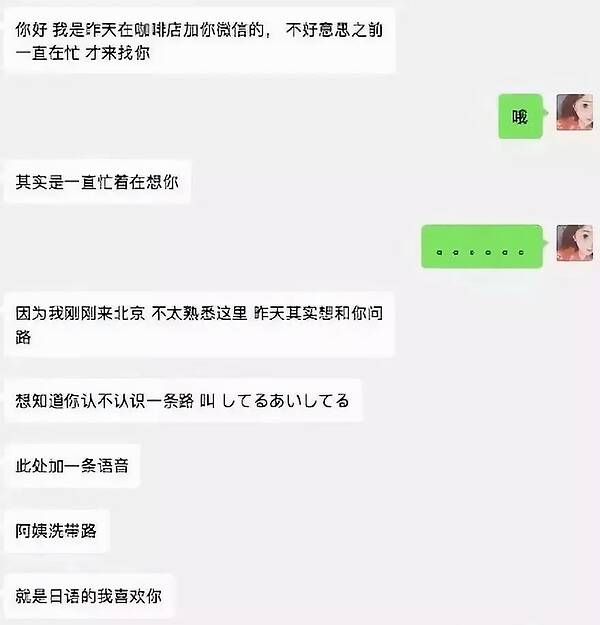 你好 我是昨天在咖啡店加你微信的， 不好意思之前
一直在忙 才来找你
哦
其实是一直忙着在想你
。。。。。。
因为我刚刚来北京 不太熟悉这里 昨天其实想和你问
路
想知道你认不认识一条路 叫 してるあいしてる
此处加一条语音
阿姨洗带路
就是日语的我喜欢你